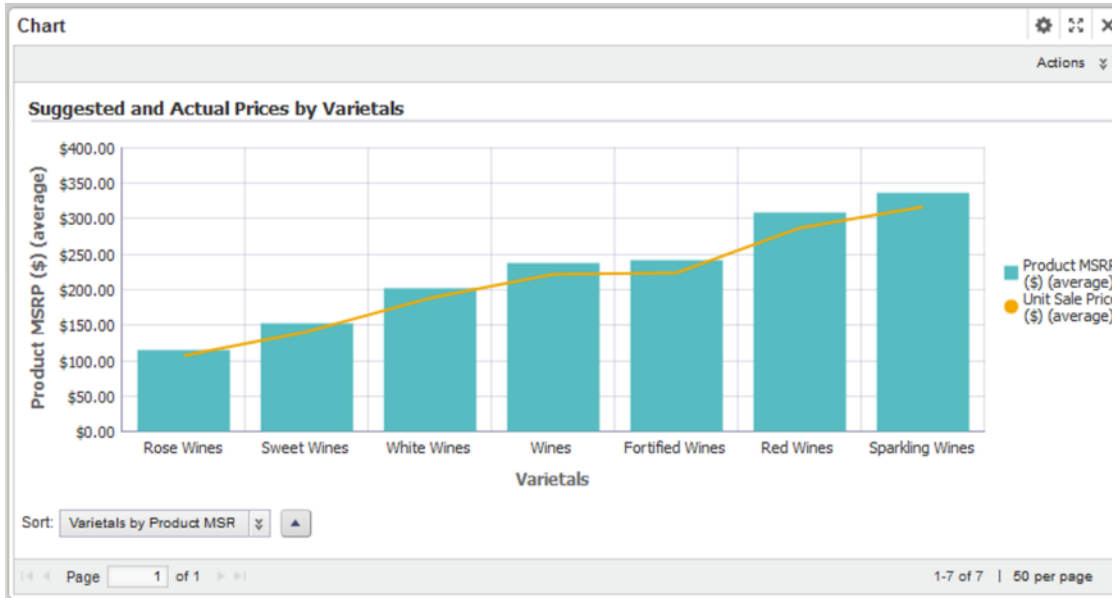 Chart
Actions
Suggested and Actual Prices by Varietals
Product MSRP ($) (average)
$400.00
$350.00
$300.00
$250.00
$200.00
$150.00
$100.00
$50.00
$0.00
Rose Wines Sweet Wines White Wines Wines Fortified Wines Red Wines Sparkling Wines
Varietals
Product MSRP
($) (average)
Unit Sale Price
($) (average)
Sort: Varietals by Product MSR
Page 1 of 1
1-7 of 7 | 50 per page